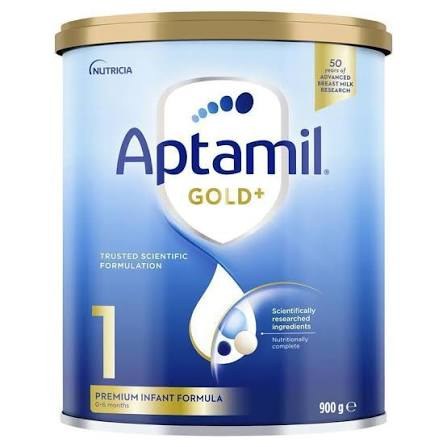 NUTRICIA
50
years of
ADVANCED
BREAST MILK
RESEARCH
Aptamil®
GOLD+
TRUSTED SCIENTIFIC
FORMULATION
Scientifically
researched
ingredients
Nutritionally
complete
1
PREMIUM INFANT FORMULA
0-6 months
900 g ℮